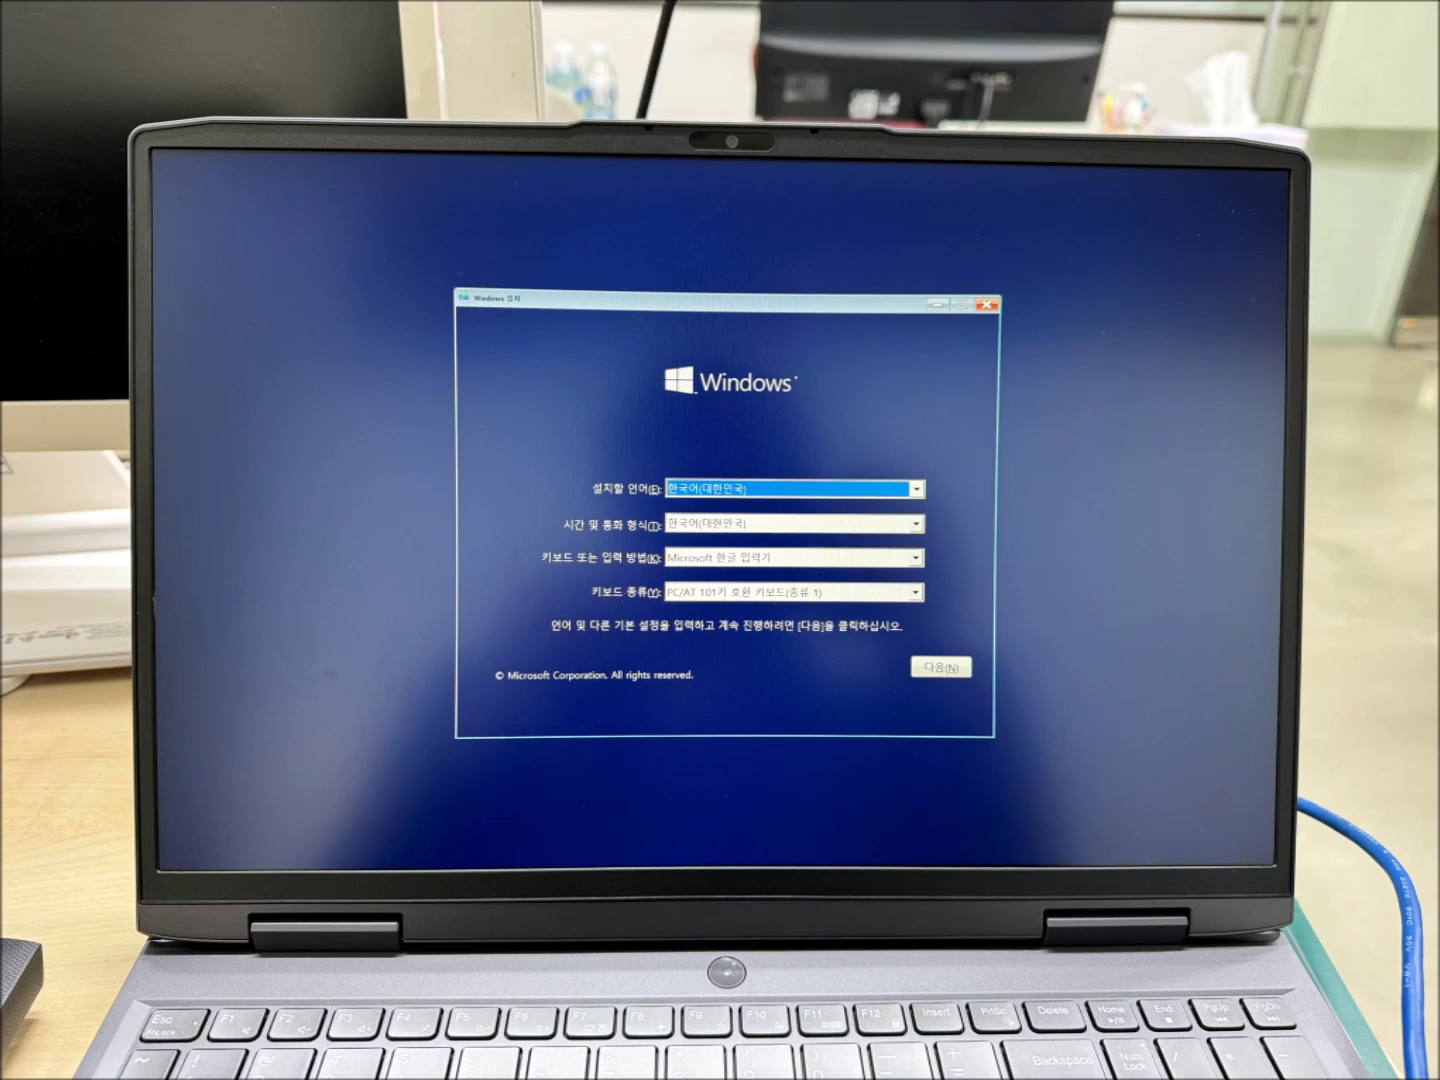 Windows 설치
Windows
설치할 언어(E): 한국어(대한민국)
시간 및 통화 형식(T): 한국어(대한민국)
키보드 또는 입력 방법(K): Microsoft 한글 입력기
키보드 종류(Y): PC/AT 101키 호환 키보드(종류 1)
언어 및 다른 기본 설정을 입력하고 계속 진행하려면 [다음]을 클릭하십시오.
다음(N)
© Microsoft Corporation. All rights reserved.
Esc F1 F2 F3 F4 F5 F6 F7 F8 F9 F10 F11 F12 Insert PrtSc Delete Home End PgUp PgDn
FnLock
~ ! @ # $ % ^ & * ( ) — + Backspace Num Lock / * -